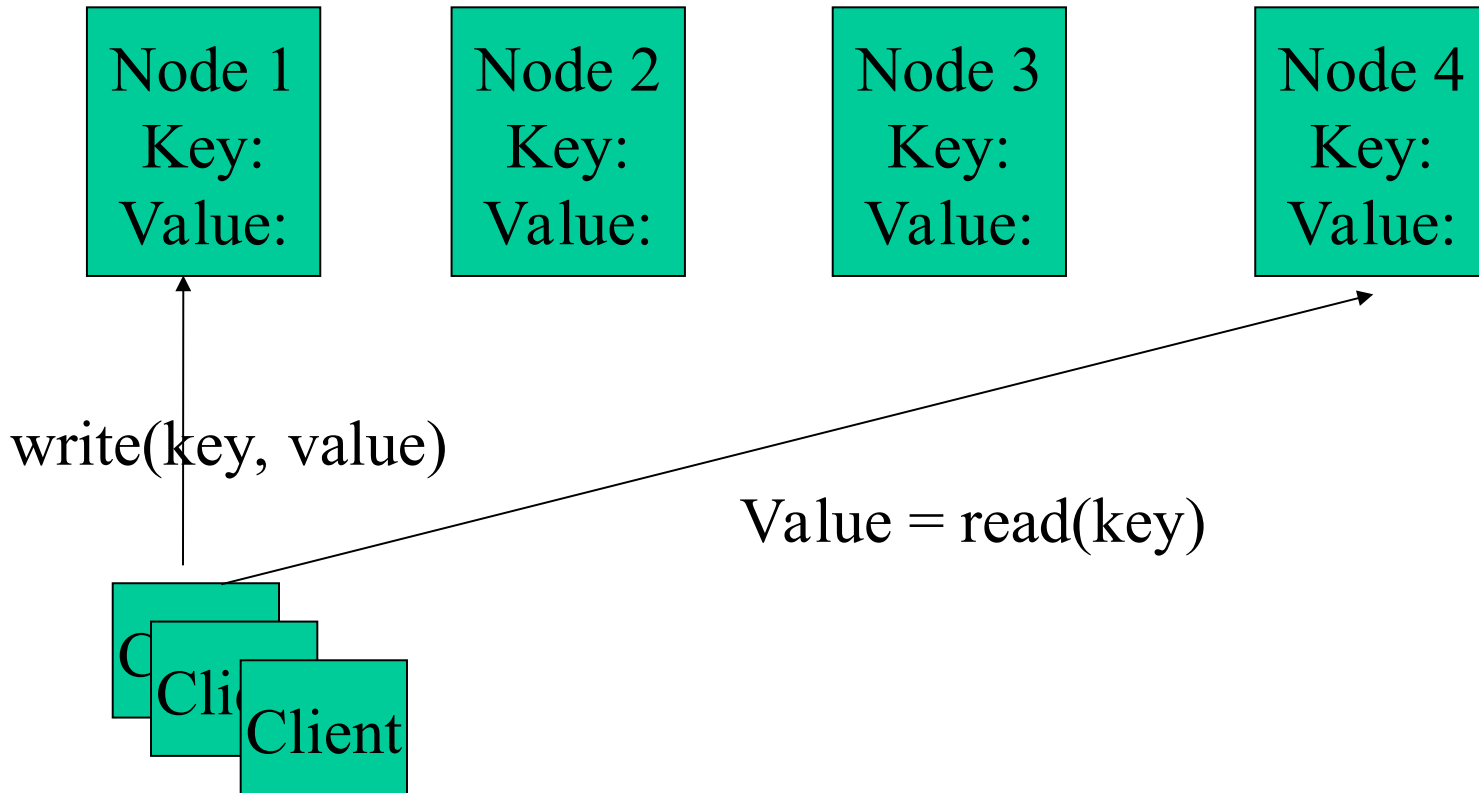 Node 1
Key:
Value:
Node 2
Key:
Value:
Node 3
Key:
Value:
Node 4
Key:
Value:
write(key, value)
Value = read(key)
Client